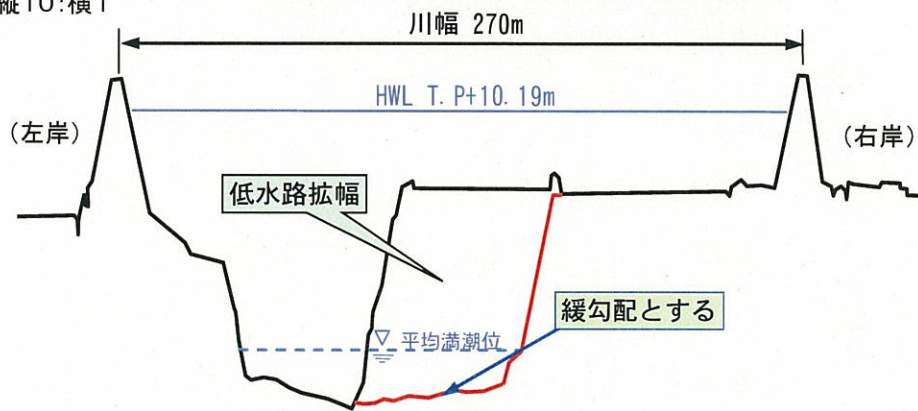 縦10:横1
川幅 270m
HWL T.P+10.19m
(左岸)
(右岸)
低水路拡幅
緩勾配とする
平均満潮位